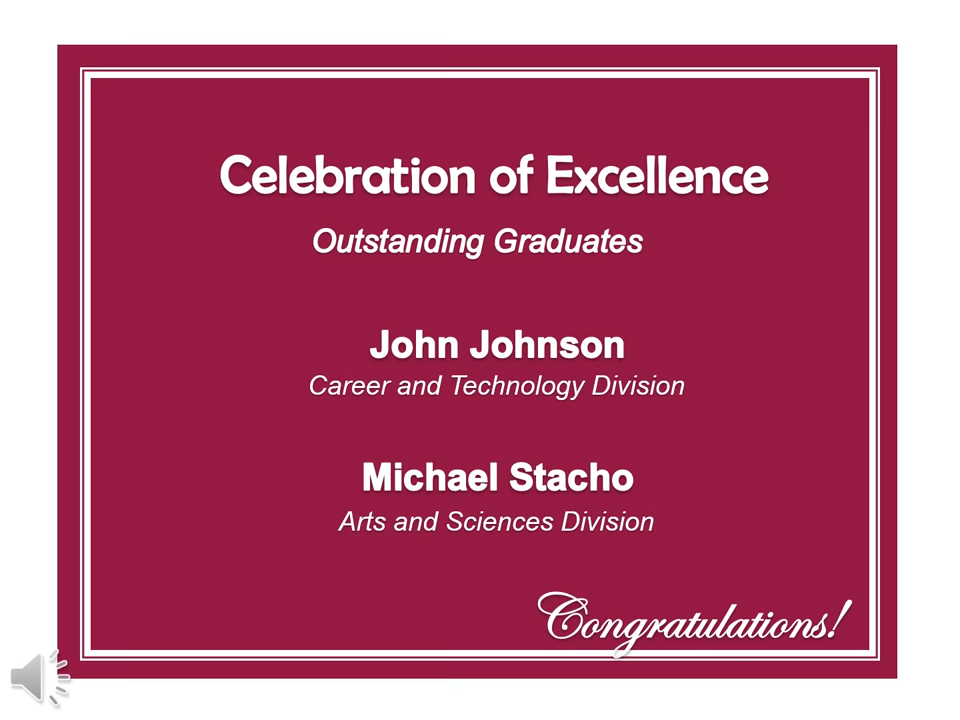 Celebration of Excellence
Outstanding Graduates
John Johnson
Career and Technology Division
Michael Stacho
Arts and Sciences Division
Congratulations!